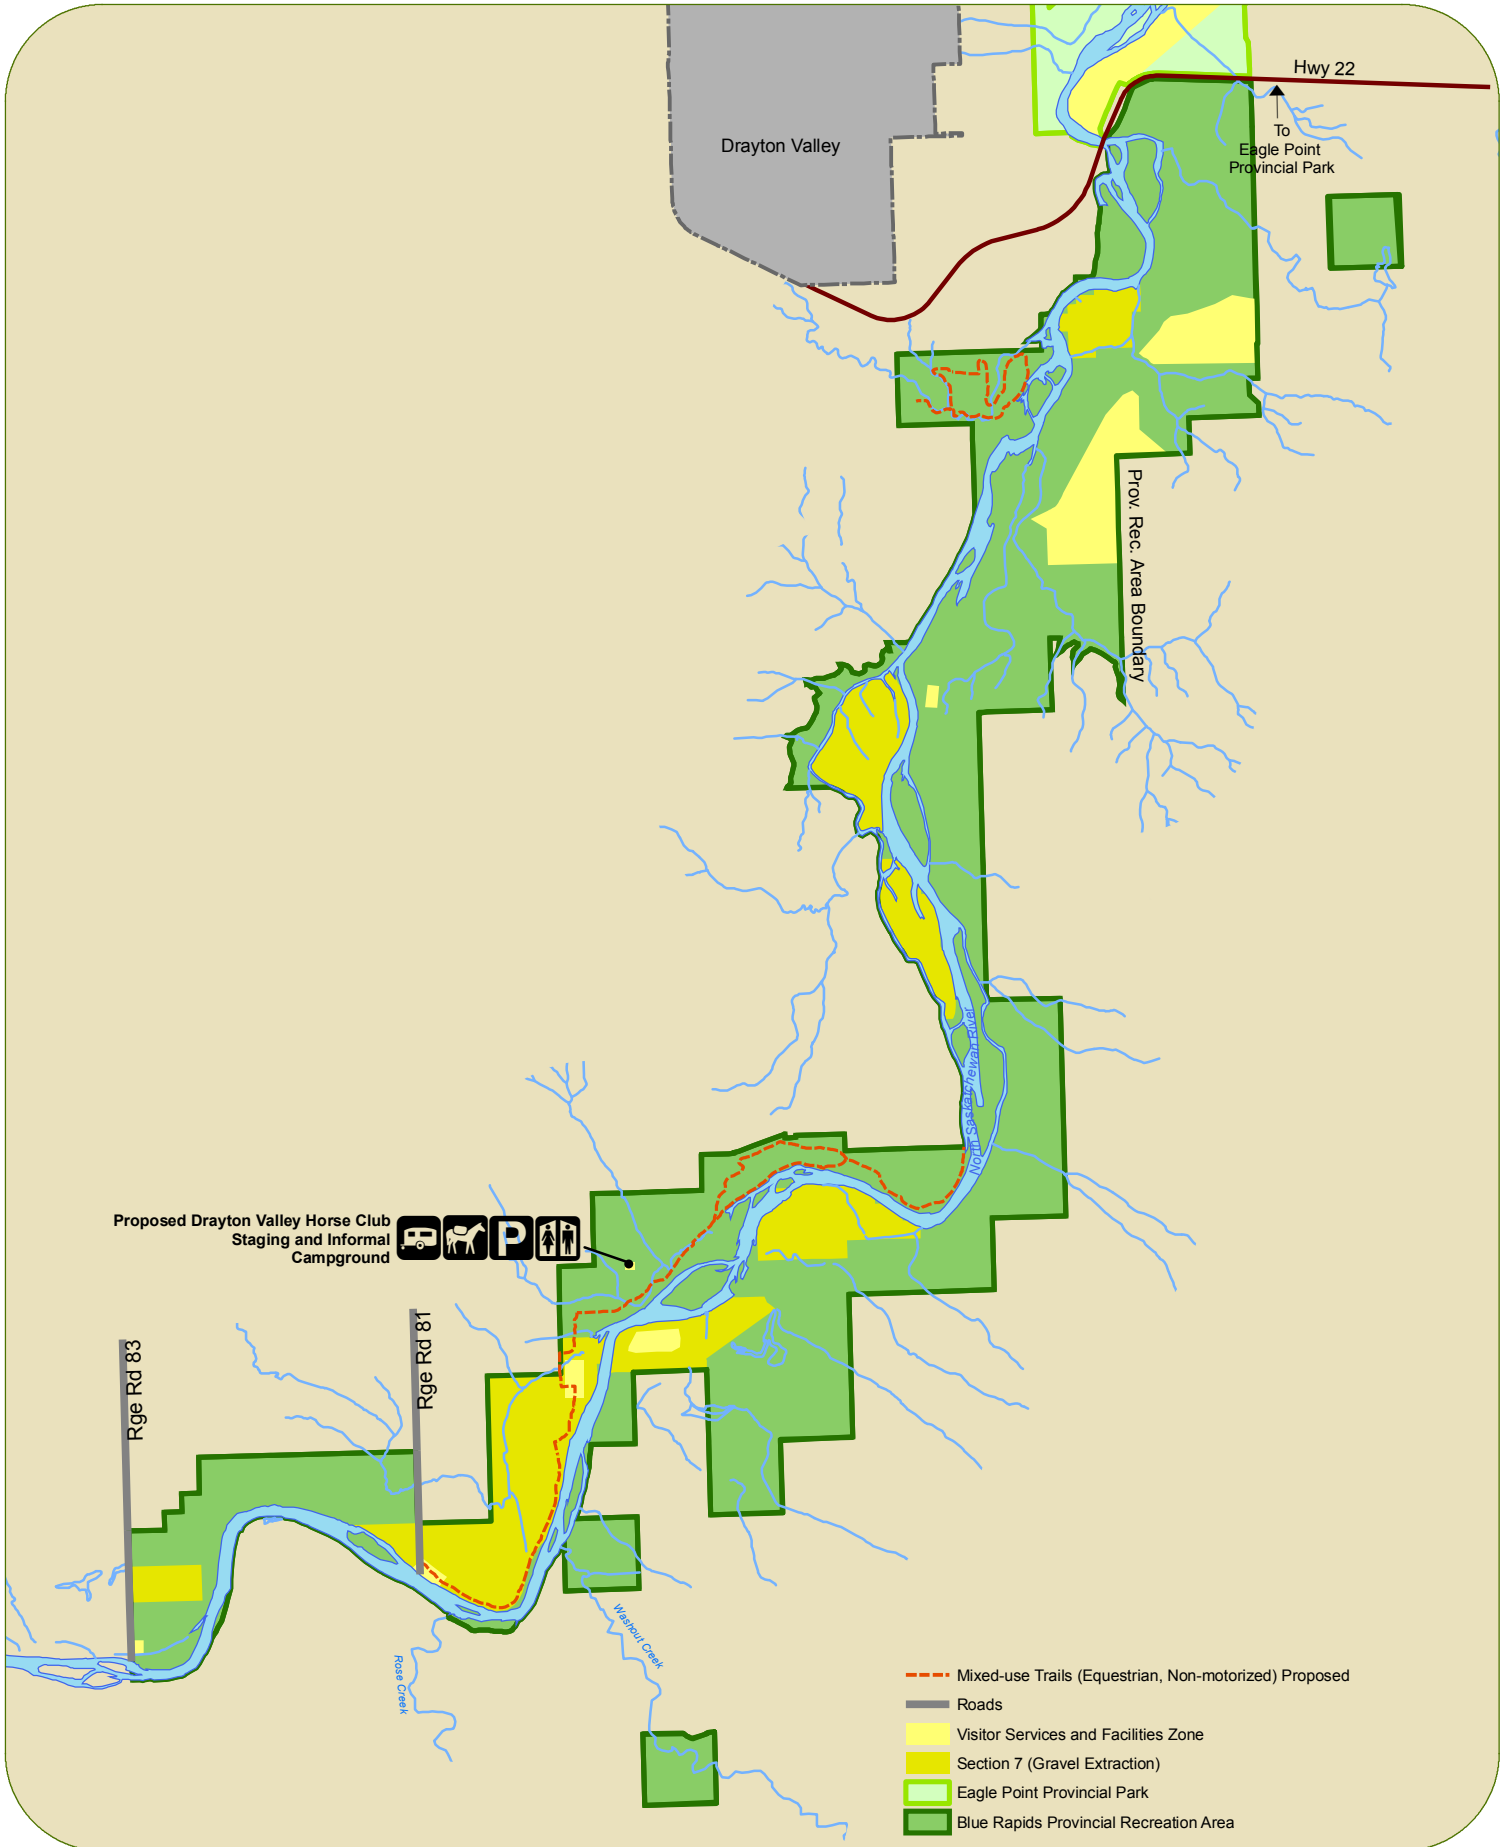 Hwy 22
Drayton Valley
To
Eagle Point
Provincial Park
Prov. Rec. Area Boundary
North Saskatchewan River
Proposed Drayton Valley Horse Club
Staging and Informal
Campground
P
Rge Rd 81
Rge Rd 83
Washout Creek
Rose Creek
Mixed-use Trails (Equestrian, Non-motorized) Proposed
Roads
Visitor Services and Facilities Zone
Section 7 (Gravel Extraction)
Eagle Point Provincial Park
Blue Rapids Provincial Recreation Area